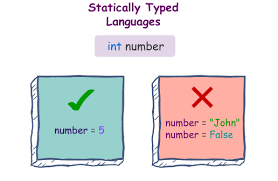 Statically Typed
Languages
int number
number = 5
number = "John"
number = False